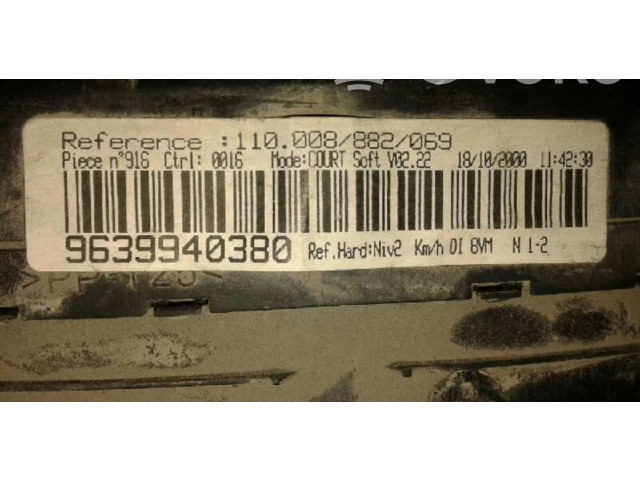 Reference :110.008/882/069
Piece n°916 Ctrl: 0016 Mode:COURT Soft V02.22 18/10/2000 11:42:30
9639940380 Ref.Hard:Niv2 Km/h DI 8VM N 1-2